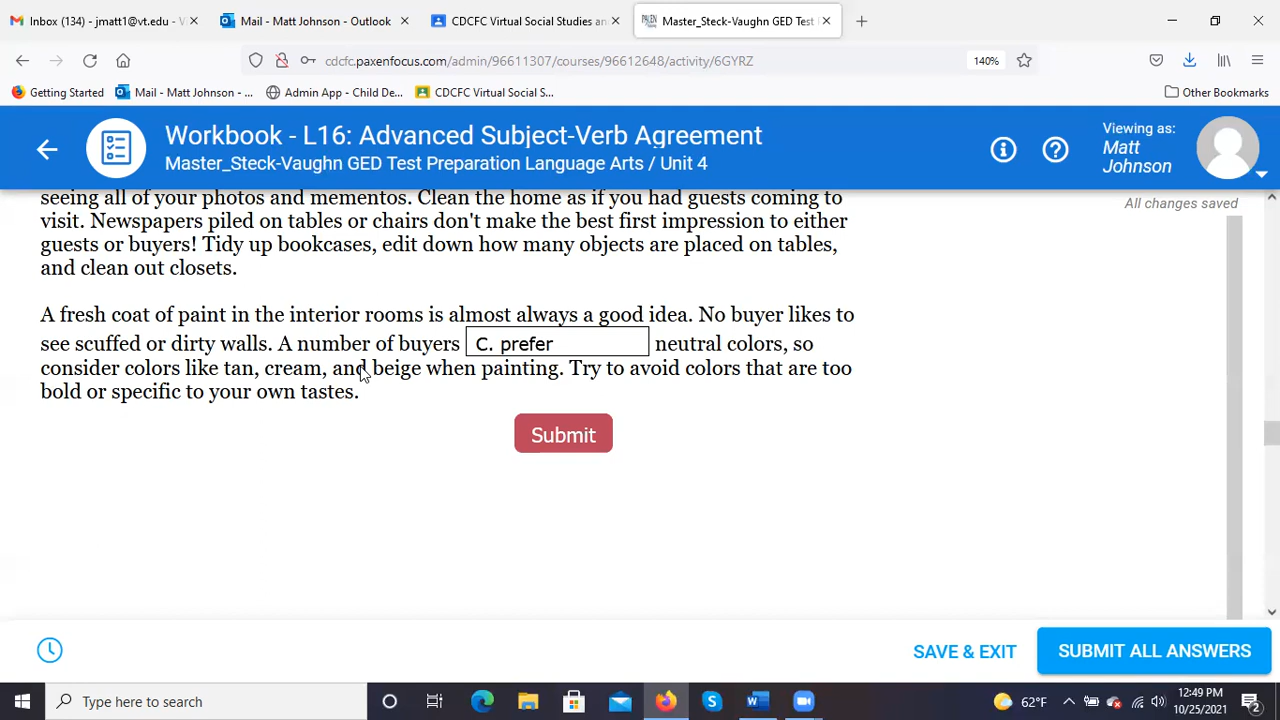 Inbox (134) - jmatt1@vt.edu - V
Mail - Matt Johnson - Outlook
CDCFC Virtual Social Studies an
Master_Steck-Vaughn GED Test
cdcfc.paxenfocus.com/admin/96611307/courses/96612648/activity/6GYRZ
140%
Getting Started
Mail - Matt Johnson - ...
Admin App - Child De...
CDCFC Virtual Social S...
Other Bookmarks
Workbook - L16: Advanced Subject-Verb Agreement
Master_Steck-Vaughn GED Test Preparation Language Arts / Unit 4
Viewing as:
Matt
Johnson
All changes saved
seeing all of your photos and mementos. Clean the home as if you had guests coming to
visit. Newspapers piled on tables or chairs don't make the best first impression to either
guests or buyers! Tidy up bookcases, edit down how many objects are placed on tables,
and clean out closets.
A fresh coat of paint in the interior rooms is almost always a good idea. No buyer likes to
see scuffed or dirty walls. A number of buyers C. prefer neutral colors, so
consider colors like tan, cream, and beige when painting. Try to avoid colors that are too
bold or specific to your own tastes.
Submit
SAVE & EXIT
SUBMIT ALL ANSWERS
Type here to search
62°F
12:49 PM
10/25/2021
2